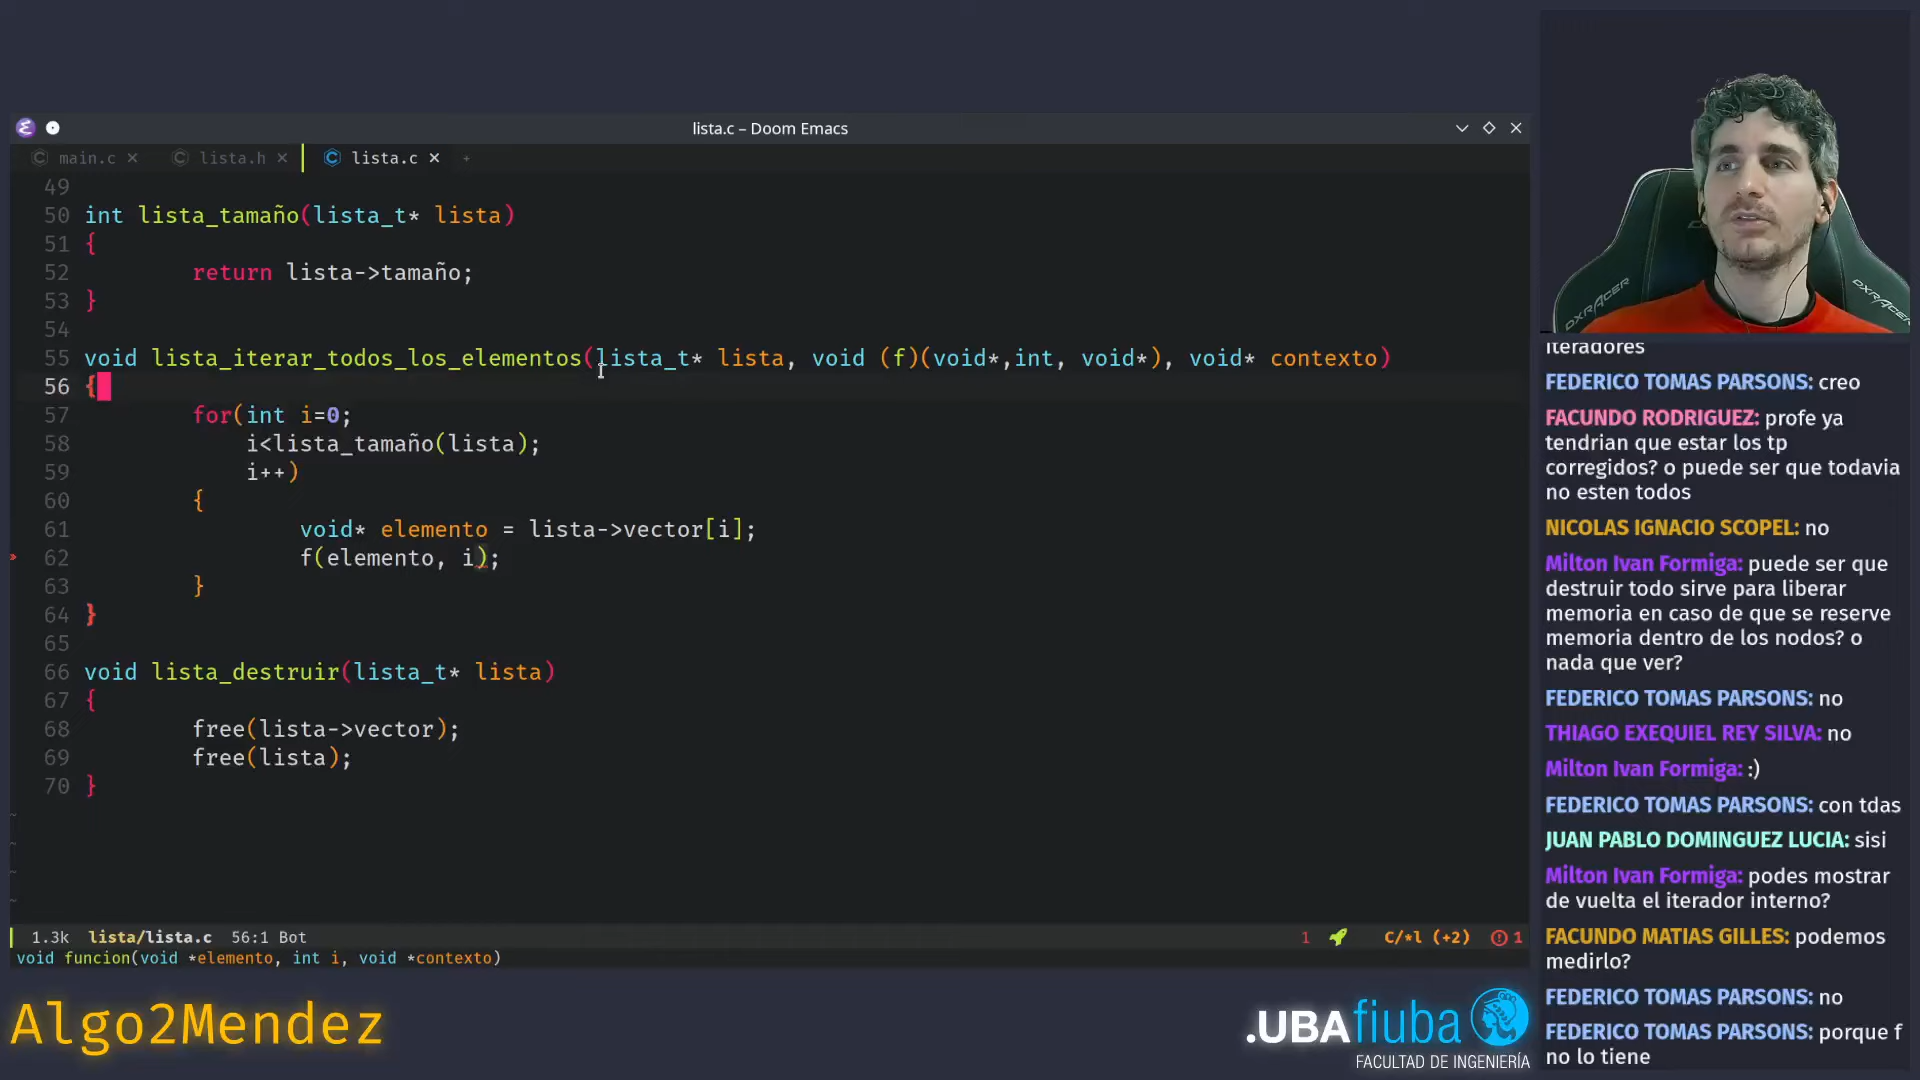 lista.c – Doom Emacs
main.c × lista.h × lista.c × +
49
50 int lista_tamaño(lista_t* lista)
51 {
52 return lista->tamaño;
53 }
54
55 void lista_iterar_todos_los_elementos(lista_t* lista, void (f)(void*,int, void*), void* contexto)
56 {
57 for(int i=0;
58 i<lista_tamaño(lista);
59 i++)
60 {
61 void* elemento = lista->vector[i];
62 f(elemento, i);
63 }
64 }
65
66 void lista_destruir(lista_t* lista)
67 {
68 free(lista->vector);
69 free(lista);
70 }
1.3k lista/lista.c 56:1 Bot 1 C/*l (+2) 1
void funcion(void *elemento, int i, void *contexto)
Algo2Mendez
.UBAfiuba
FACULTAD DE INGENIERÍA
DXRACER
DXRACER
iteradores
FEDERICO TOMAS PARSONS: creo
FACUNDO RODRIGUEZ: profe ya
tendrian que estar los tp
corregidos? o puede ser que todavia
no esten todos
NICOLAS IGNACIO SCOPEL: no
Milton Ivan Formiga: puede ser que
destruir todo sirve para liberar
memoria en caso de que se reserve
memoria dentro de los nodos? o
nada que ver?
FEDERICO TOMAS PARSONS: no
THIAGO EXEQUIEL REY SILVA: no
Milton Ivan Formiga: :)
FEDERICO TOMAS PARSONS: con tdas
JUAN PABLO DOMINGUEZ LUCIA: sisi
Milton Ivan Formiga: podes mostrar
de vuelta el iterador interno?
FACUNDO MATIAS GILLES: podemos
medirlo?
FEDERICO TOMAS PARSONS: no
FEDERICO TOMAS PARSONS: porque f
no lo tiene